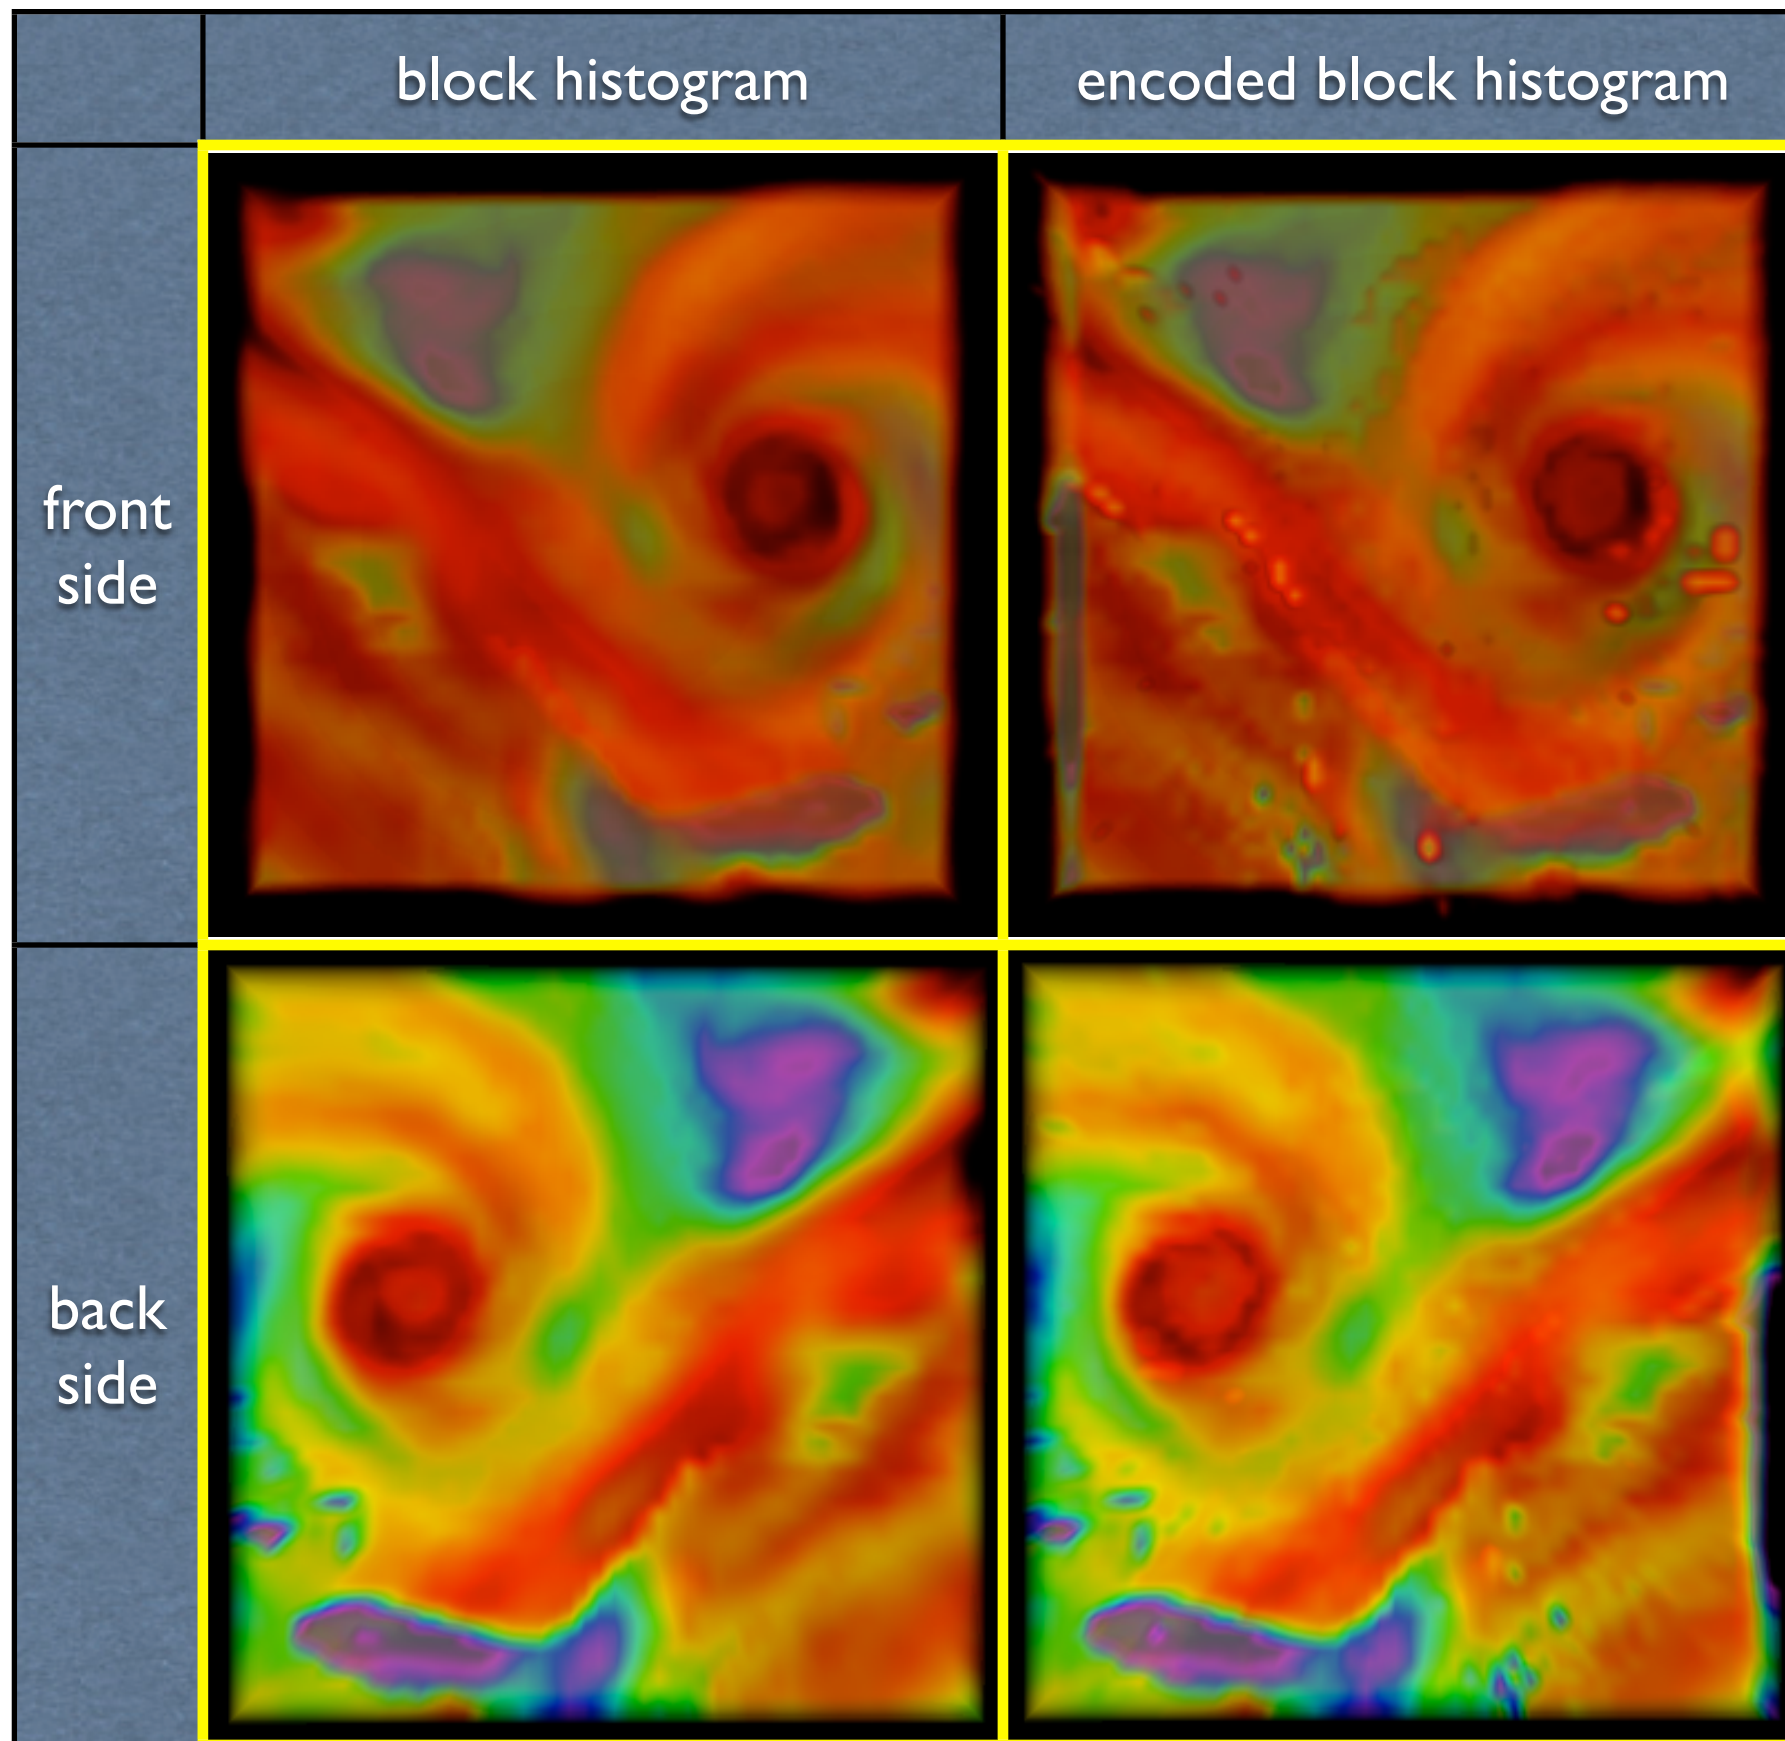 block histogram
encoded block histogram
front
side
back
side